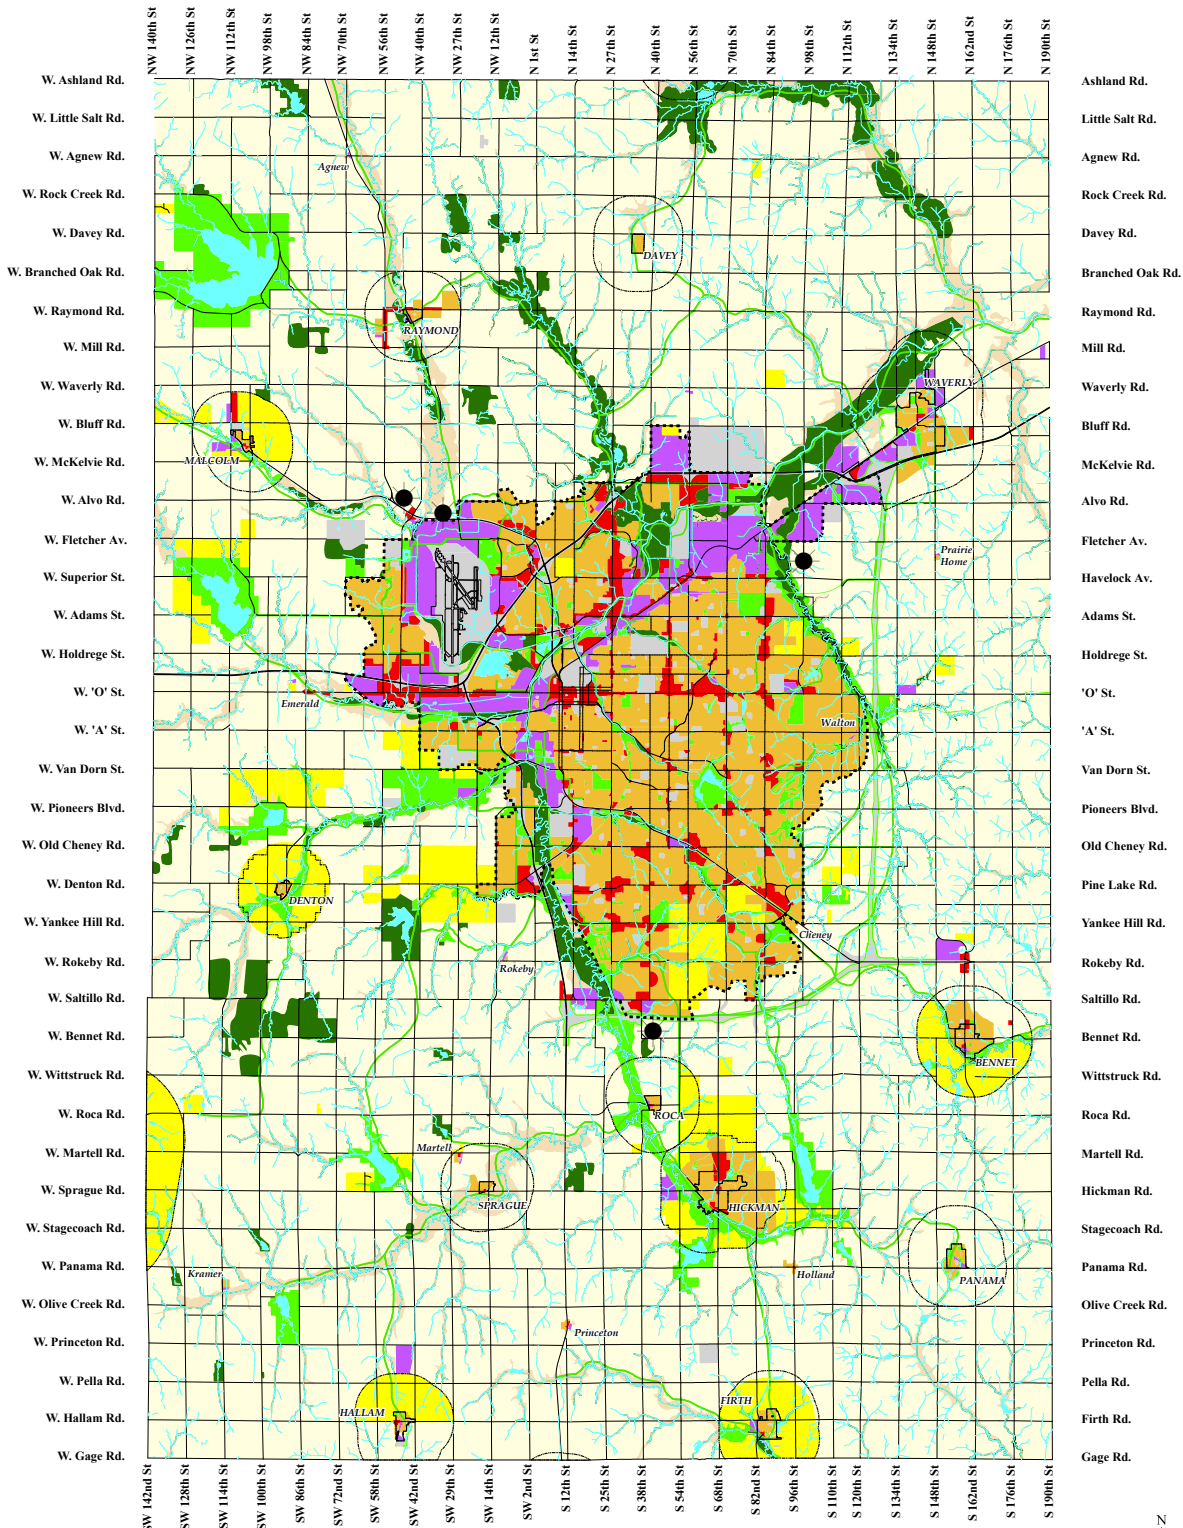 NW 140th St
NW 126th St
NW 112th St
NW 98th St
NW 84th St
NW 70th St
NW 56th St
NW 40th St
NW 27th St
NW 12th St
N 1st St
N 14th St
N 27th St
N 40th St
N 56th St
N 70th St
N 84th St
N 98th St
N 112th St
N 134th St
N 148th St
N 162nd St
N 176th St
N 190th St
W. Ashland Rd.
W. Little Salt Rd.
W. Agnew Rd.
W. Rock Creek Rd.
W. Davey Rd.
W. Branched Oak Rd.
W. Raymond Rd.
W. Mill Rd.
W. Waverly Rd.
W. Bluff Rd.
W. McKelvie Rd.
W. Alvo Rd.
W. Fletcher Av.
W. Superior St.
W. Adams St.
W. Holdrege St.
W. 'O' St.
W. 'A' St.
W. Van Dorn St.
W. Pioneers Blvd.
W. Old Cheney Rd.
W. Denton Rd.
W. Yankee Hill Rd.
W. Rokeby Rd.
W. Saltillo Rd.
W. Bennet Rd.
W. Wittstruck Rd.
W. Roca Rd.
W. Martell Rd.
W. Sprague Rd.
W. Stagecoach Rd.
W. Panama Rd.
W. Olive Creek Rd.
W. Princeton Rd.
W. Pella Rd.
W. Hallam Rd.
W. Gage Rd.
Agnew
DAVEY
RAYMOND
WAVERLY
MALCOLM
Prairie
Home
Emerald
Walton
DENTON
Cheney
Rokeby
BENNET
ROCA
Martell
SPRAGUE
HICKMAN
Kramer
Holland
PANAMA
Princeton
HALLAM
FIRTH
Ashland Rd.
Little Salt Rd.
Agnew Rd.
Rock Creek Rd.
Davey Rd.
Branched Oak Rd.
Raymond Rd.
Mill Rd.
Waverly Rd.
Bluff Rd.
McKelvie Rd.
Alvo Rd.
Fletcher Av.
Havelock Av.
Adams St.
Holdrege St.
'O' St.
'A' St.
Van Dorn St.
Pioneers Blvd.
Old Cheney Rd.
Pine Lake Rd.
Yankee Hill Rd.
Rokeby Rd.
Saltillo Rd.
Bennet Rd.
Wittstruck Rd.
Roca Rd.
Martell Rd.
Hickman Rd.
Stagecoach Rd.
Panama Rd.
Olive Creek Rd.
Princeton Rd.
Pella Rd.
Firth Rd.
Gage Rd.
SW 142nd St
SW 128th St
SW 114th St
SW 100th St
SW 86th St
SW 72nd St
SW 58th St
SW 42nd St
SW 29th St
SW 14th St
SW 2nd St
S 12th St
S 25th St
S 38th St
S 54th St
S 68th St
S 82nd St
S 96th St
S 110th St
S 120th St
S 134th St
S 148th St
S 162nd St
S 176th St
S 190th St
N